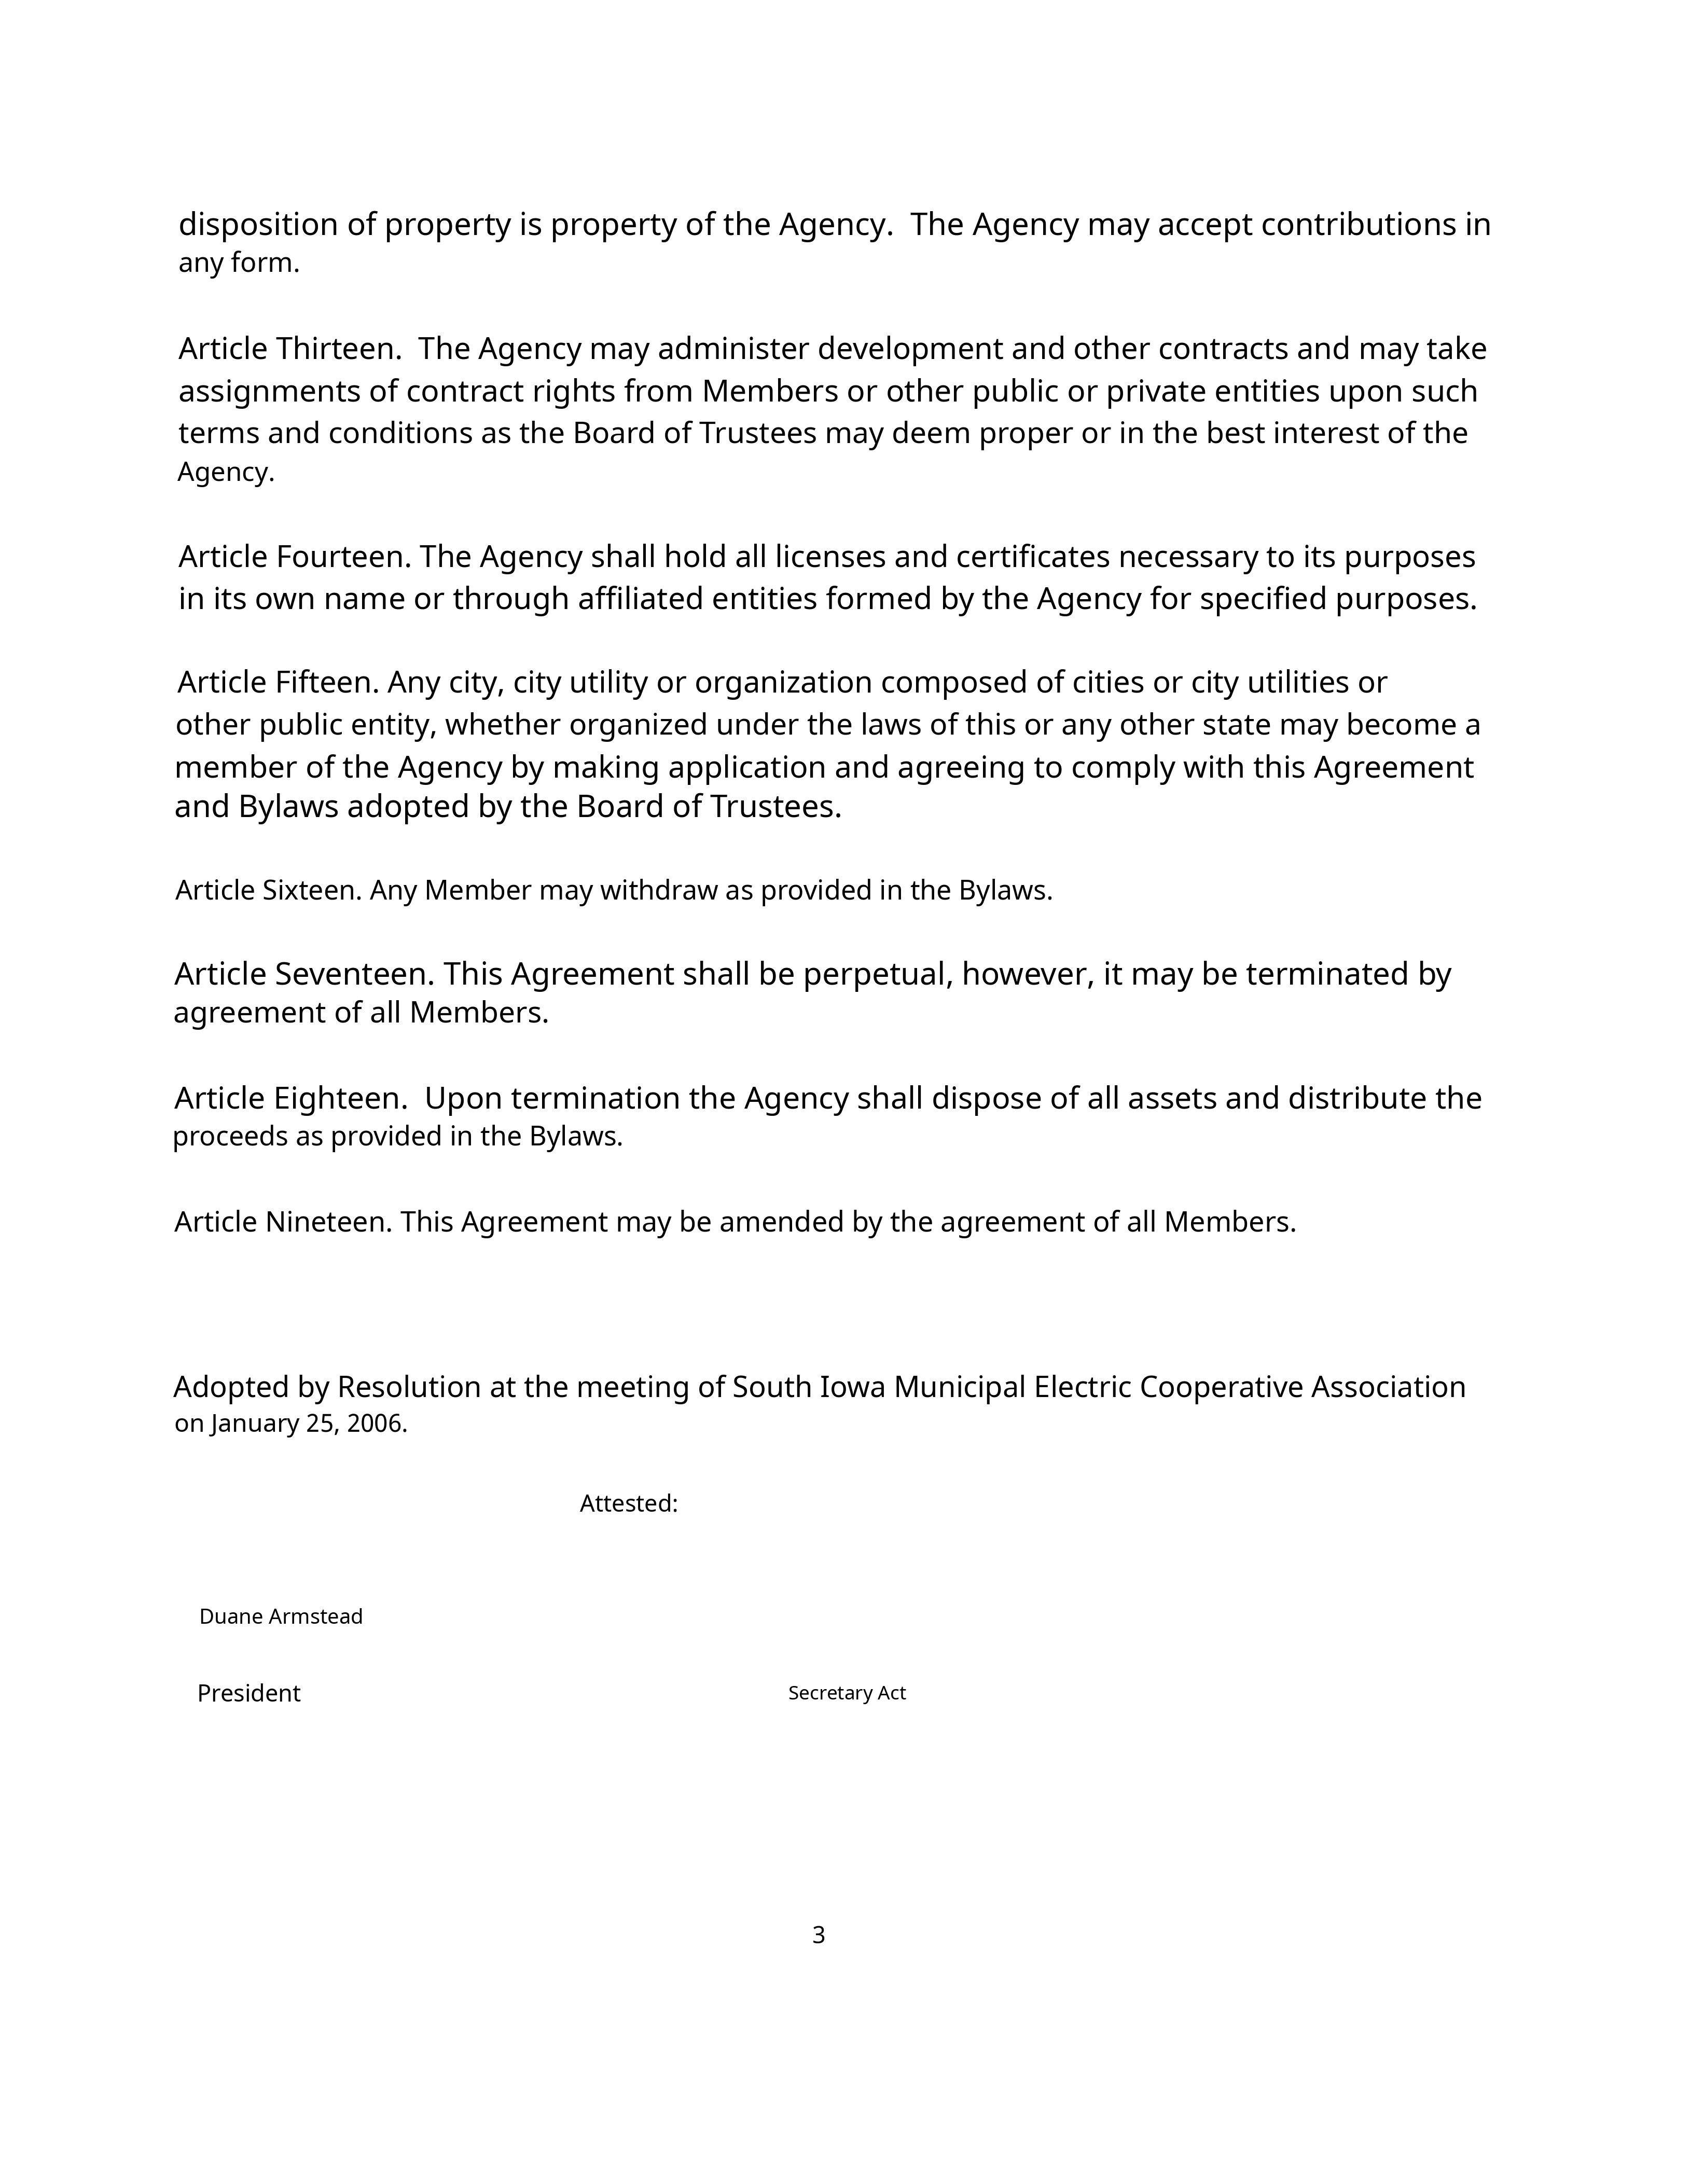 disposition of property is property of the Agency.  The Agency may accept contributions in
any form.
Article Thirteen.  The Agency may administer development and other contracts and may take
assignments of contract rights from Members or other public or private entities upon such
terms and conditions as the Board of Trustees may deem proper or in the best interest of the
Agency.
Article Fourteen. The Agency shall hold all licenses and certificates necessary to its purposes
in its own name or through affiliated entities formed by the Agency for specified purposes.
Article Fifteen. Any city, city utility or organization composed of cities or city utilities or
other public entity, whether organized under the laws of this or any other state may become a
member of the Agency by making application and agreeing to comply with this Agreement
and Bylaws adopted by the Board of Trustees.
Article Sixteen. Any Member may withdraw as provided in the Bylaws.
Article Seventeen. This Agreement shall be perpetual, however, it may be terminated by
agreement of all Members.
Article Eighteen.  Upon termination the Agency shall dispose of all assets and distribute the
proceeds as provided in the Bylaws.
Article Nineteen. This Agreement may be amended by the agreement of all Members.
Adopted by Resolution at the meeting of South Iowa Municipal Electric Cooperative Association
on January 25, 2006.
Attested:
Duane Armstead
President
Secretary Act
3